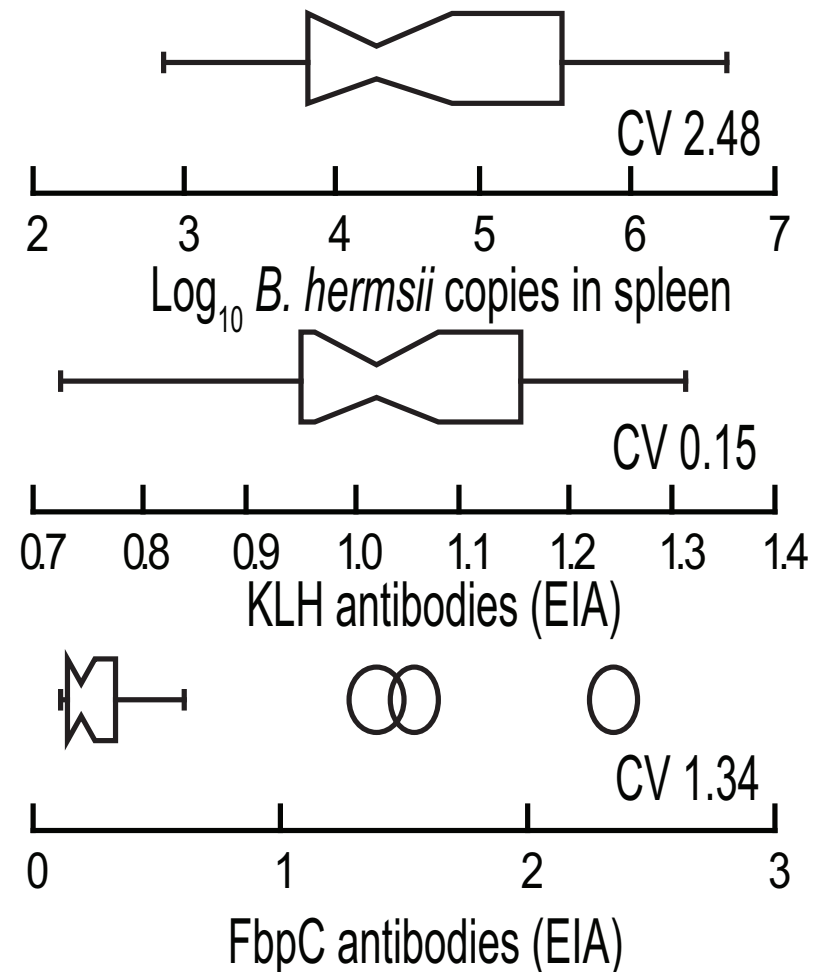 CV 2.48
2 3 4 5 6 7
Log10 B. hermsii copies in spleen
CV 0.15
0.7 0.8 0.9 1.0 1.1 1.2 1.3 1.4
KLH antibodies (EIA)
CV 1.34
0 1 2 3
FbpC antibodies (EIA)